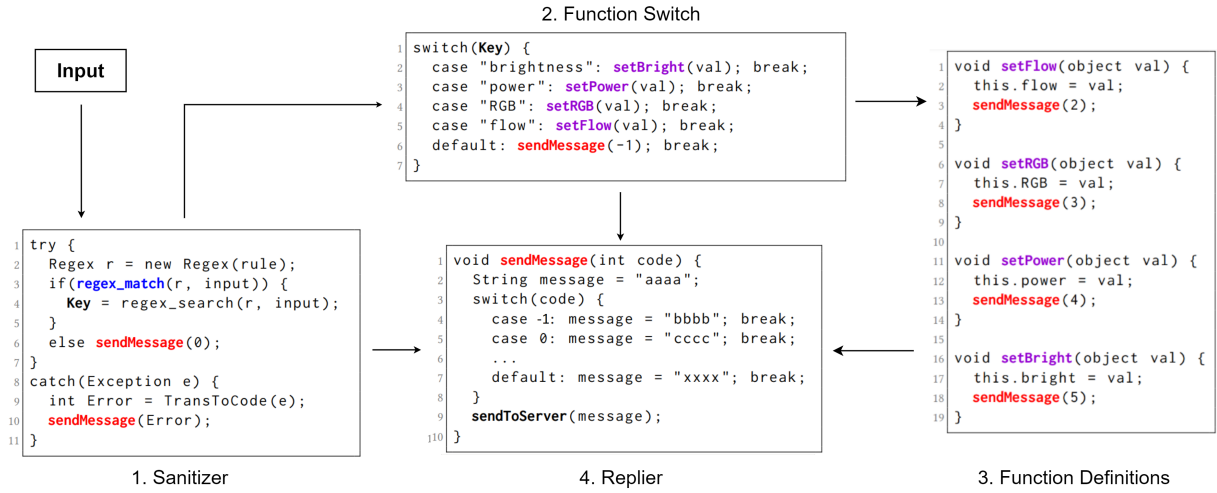 2. Function Switch
Input
1 switch(Key) {
2 case "brightness": setBright(val); break;
3 case "power": setPower(val); break;
4 case "RGB": setRGB(val); break;
5 case "flow": setFlow(val); break;
6 default: sendMessage(-1); break;
7 }
1 try {
2 Regex r = new Regex(rule);
3 if(regex_match(r, input)) {
4 Key = regex_search(r, input);
5 }
6 else sendMessage(0);
7 }
8 catch(Exception e) {
9 int Error = TransToCode(e);
10 sendMessage(Error);
11 }
1. Sanitizer
1 void sendMessage(int code) {
2 String message = "aaaa";
3 switch(code) {
4 case -1: message = "bbbb"; break;
5 case 0: message = "cccc"; break;
6 ...
7 default: message = "xxxx"; break;
8 }
9 sendToServer(message);
110 }
4. Replier
1 void setFlow(object val) {
2 this.flow = val;
3 sendMessage(2);
4 }
5
6 void setRGB(object val) {
7 this.RGB = val;
8 sendMessage(3);
9 }
10
11 void setPower(object val) {
12 this.power = val;
13 sendMessage(4);
14 }
15
16 void setBright(object val) {
17 this.bright = val;
18 sendMessage(5);
19 }
3. Function Definitions